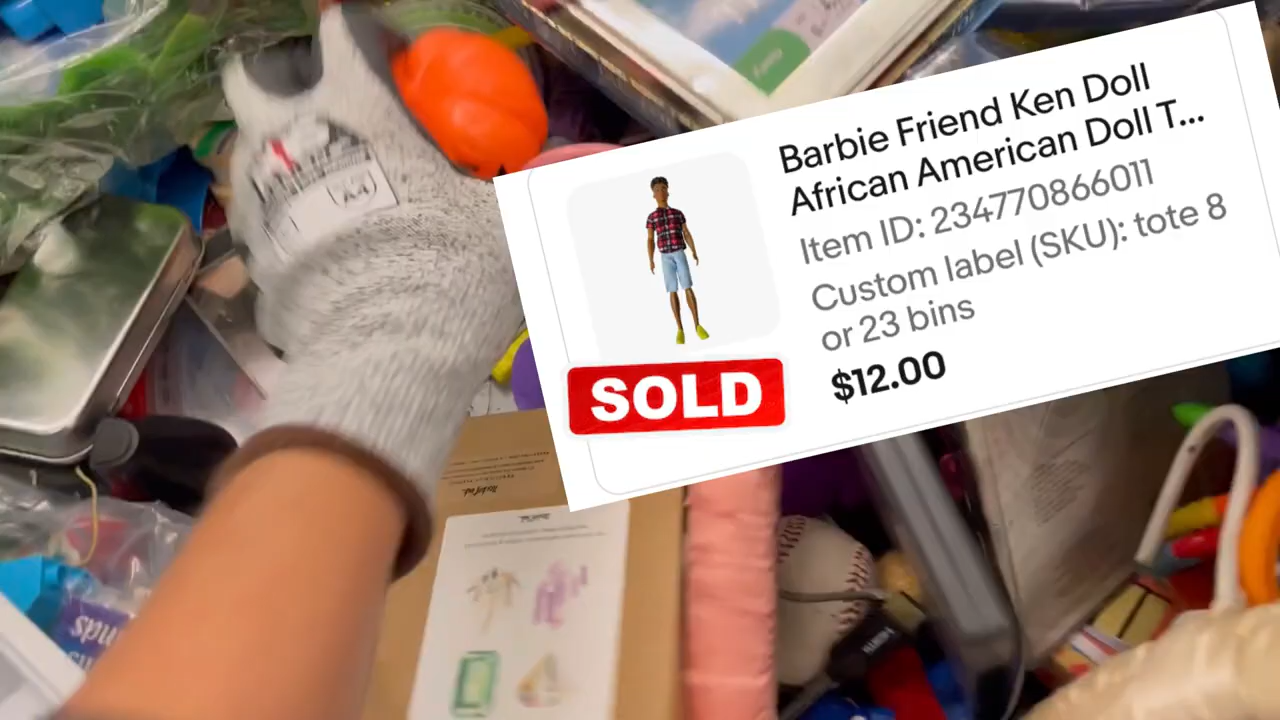 Barbie Friend Ken Doll
African American Doll T...
Item ID: 234770866011
Custom label (SKU): tote 8
or 23 bins
$12.00
SOLD